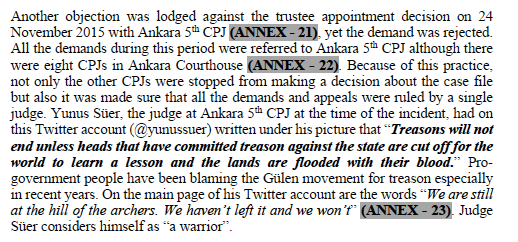 Another objection was lodged against the trustee appointment decision on 24
November 2015 with Ankara 5th CPJ (ANNEX - 21), yet the demand was rejected.
All the demands during this period were referred to Ankara 5th CPJ although there
were eight CPJs in Ankara Courthouse (ANNEX - 22). Because of this practice,
not only the other CPJs were stopped from making a decision about the case file
but also it was made sure that all the demands and appeals were ruled by a single
judge. Yunus Süer, the judge at Ankara 5th CPJ at the time of the incident, had on
this Twitter account (@yunussuer) written under his picture that “Treasons will not
end unless heads that have committed treason against the state are cut off for the
world to learn a lesson and the lands are flooded with their blood.” Pro-
government people have been blaming the Gülen movement for treason especially
in recent years. On the main page of his Twitter account are the words “We are still
at the hill of the archers. We haven’t left it and we won’t” (ANNEX - 23). Judge
Süer considers himself as “a warrior”.